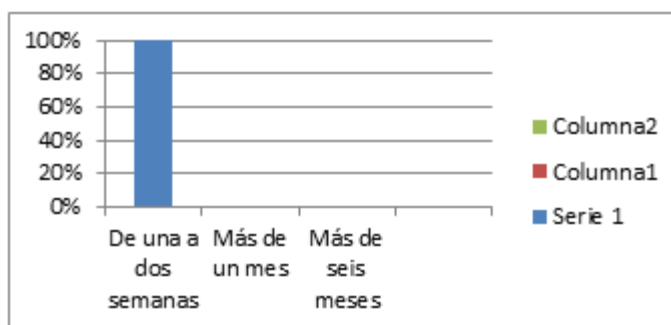 100%
80%
60%
40%
20%
0%
De una a
dos
semanas
Más de
un mes
Más de
seis
meses
Columna2
Columna1
Serie 1